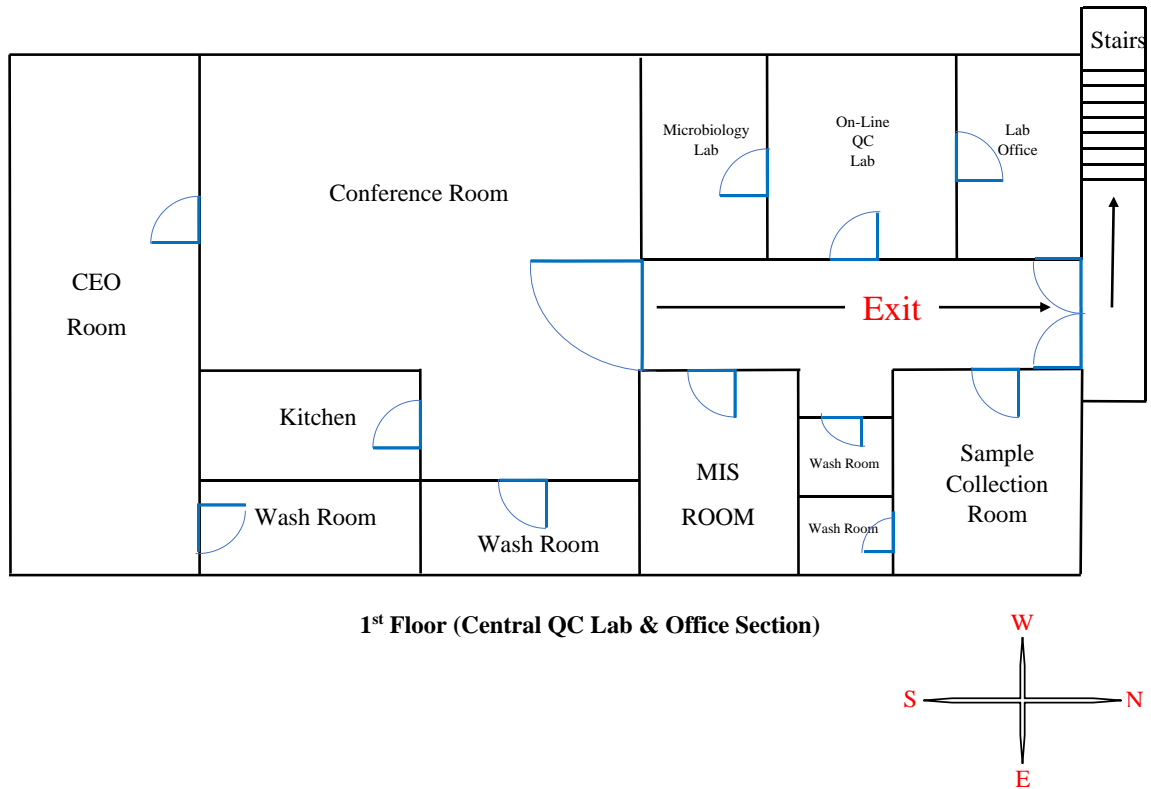 Stairs
Microbiology
Lab
On-Line
QC
Lab
Lab
Office
Conference Room
CEO
Room
Exit
Kitchen
Wash Room
Wash Room
MIS
ROOM
Wash Room
Wash Room
Sample
Collection
Room
1st Floor (Central QC Lab & Office Section)
W
S
N
E